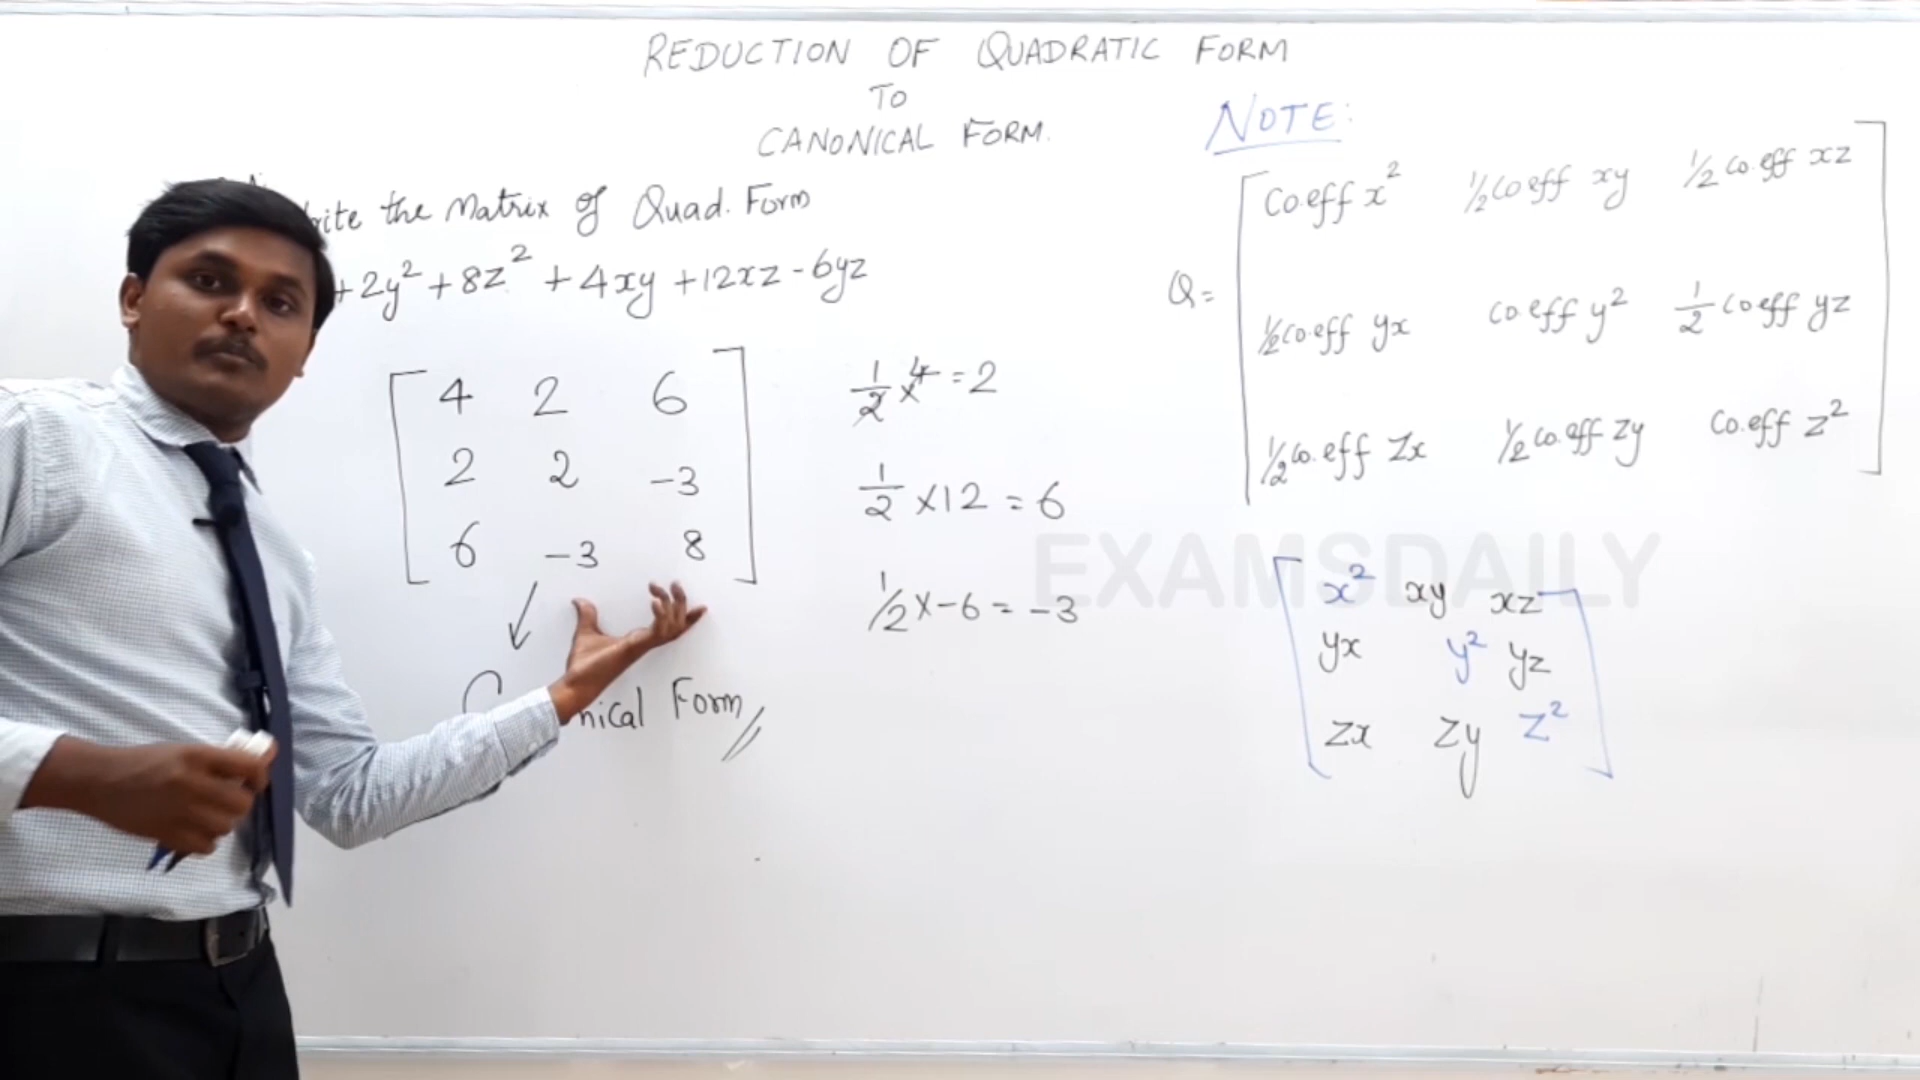 REDUCTION OF QUADRATIC FORM
TO
CANONICAL FORM.
the Matrix of Quad. Form
+2y² +8z² +4xy +12xz -6yz
4 2 6
2 2 -3
6 -3 8
Form
1/2 x 4 = 2
1/2 x12 = 6
1/2 x -6 = -3
NOTE:
Q=
Co.eff x² 1/2 co.eff xy 1/2 co.eff xz
1/2 co.eff yx co.eff y² 1/2 co.eff yz
1/2 co.eff zx 1/2 co.eff zy Co.eff z²
EXAMSDAILY
x² xy xz
yx y² yz
zx zy z²